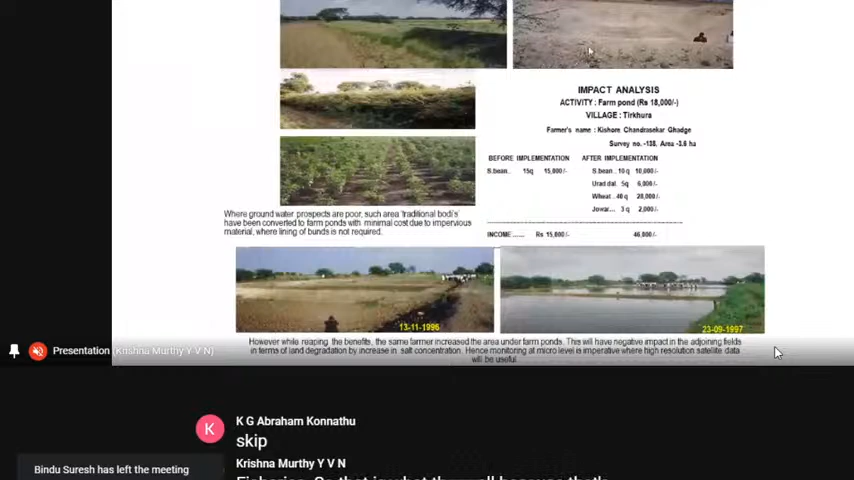 IMPACT ANALYSIS
ACTIVITY : Farm pond (Rs 18,000/-)
VILLAGE : Tirkhura
Farmer's name : Kishore Chandrasekar Ghadge
Survey no. -138, Area -3.6 ha
BEFORE IMPLEMENTATION AFTER IMPLEMENTATION
S.bean.. 15q 15,000/- S.bean .. 10 q 10,000/-
Urad dal. 5q 6,000/-
Wheat .. 40 q 28,000/-
Jowar... 3 q 2,000/-
INCOME...... Rs 15,000/- 46,000/-
Where ground water prospects are poor, such area 'traditional bodi's'
have been converted to farm ponds with minimal cost due to impervious
material, where lining of bunds is not required.
13-11-1996
23-09-1997
However while reaping the benefits, the same farmer increased the area under farm ponds. This will have negative impact in the adjoining fields
in terms of land degradation by increase in salt concentration. Hence monitoring at micro level is imperative where high resolution satellite data
will be useful
Presentation (Krishna Murthy Y V N)
K G Abraham Konnathu
skip
Bindu Suresh has left the meeting
Krishna Murthy Y V N